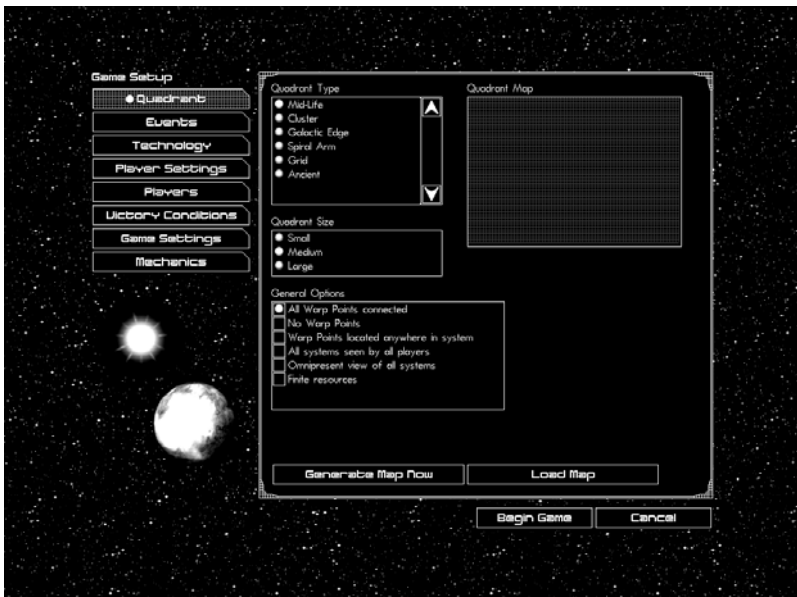 Game Setup
Quadrant
Events
Technology
Player Settings
Players
Victory Conditions
Game Settings
Mechanics
Quadrant Type
Mid-Life
Cluster
Galactic Edge
Spiral Arm
Grid
Ancient
Quadrant Map
Quadrant Size
Small
Medium
Large
General Options
All Warp Points connected
No Warp Points
Warp Points located anywhere in system
All systems seen by all players
Omnipresent view of all systems
Finite resources
Generate Map Now
Load Map
Begin Game
Cancel